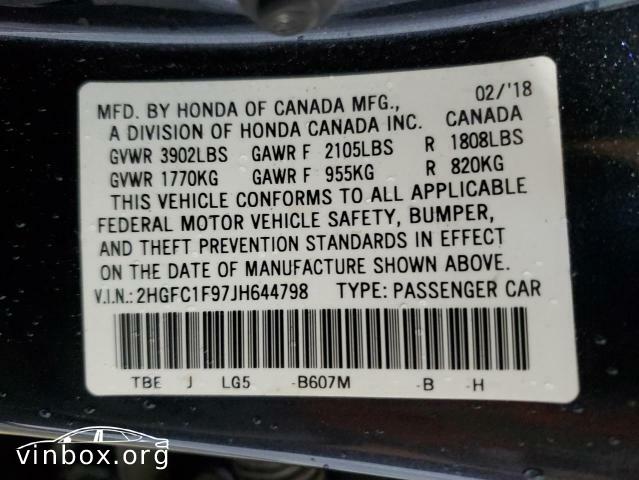 MFD. BY HONDA OF CANADA MFG., 02/'18
A DIVISION OF HONDA CANADA INC. CANADA
GVWR 3902LBS GAWR F 2105LBS R 1808LBS
GVWR 1770KG GAWR F 955KG R 820KG
THIS VEHICLE CONFORMS TO ALL APPLICABLE
FEDERAL MOTOR VEHICLE SAFETY, BUMPER,
AND THEFT PREVENTION STANDARDS IN EFFECT
ON THE DATE OF MANUFACTURE SHOWN ABOVE.
V.I.N.: 2HGFC1F97JH644798 TYPE: PASSENGER CAR
TBE J LG5 -B607M -B -H
vinbox.org